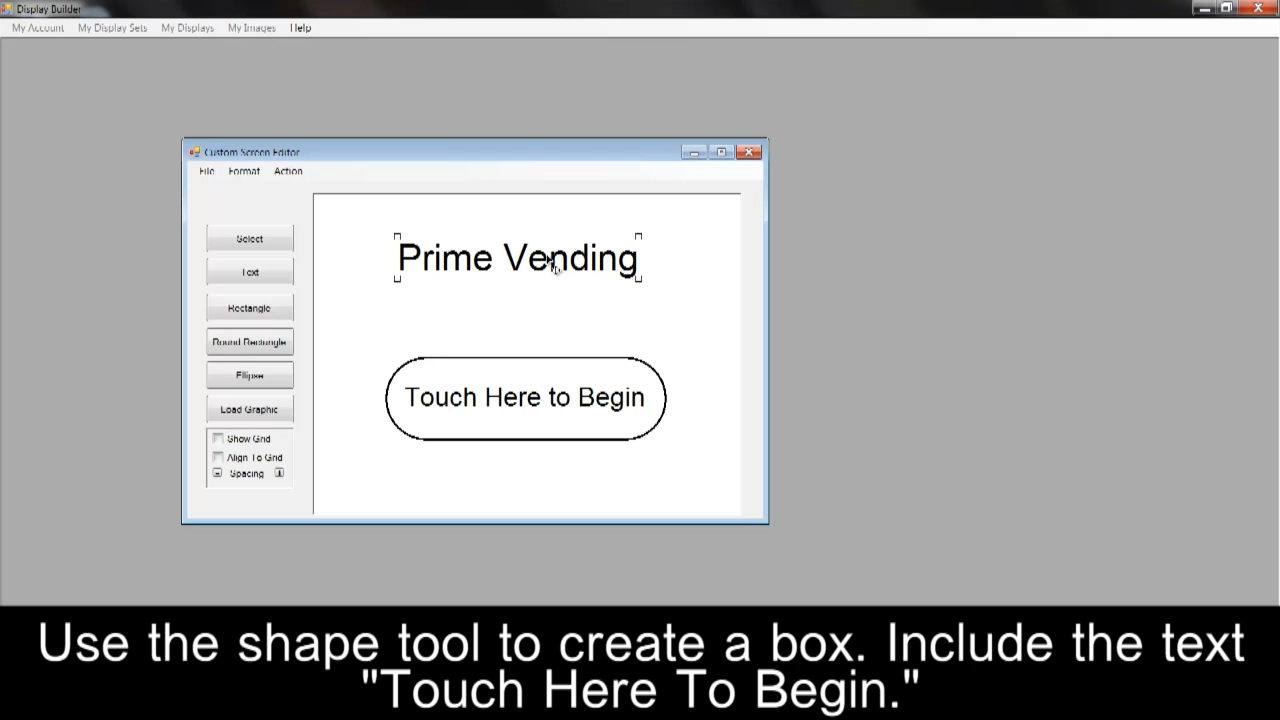 Display Builder
My Account My Display Sets My Displays My Images Help
Custom Screen Editor
File Format Action
Select
Text
Rectangle
Round Rectangle
Ellipse
Load Graphic
Show Grid
Align To Grid
Spacing
Prime Vending
Touch Here to Begin
Use the shape tool to create a box. Include the text
"Touch Here To Begin."